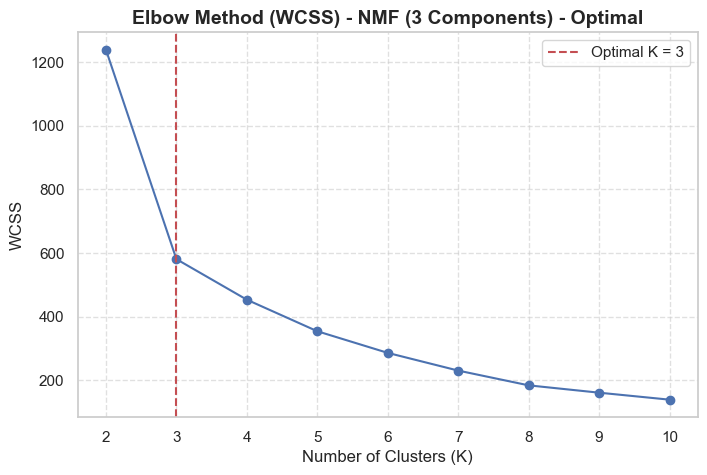 Elbow Method (WCSS) - NMF (3 Components) - Optimal
Optimal K = 3
WCSS
1200
1000
800
600
400
200
2 3 4 5 6 7 8 9 10
Number of Clusters (K)